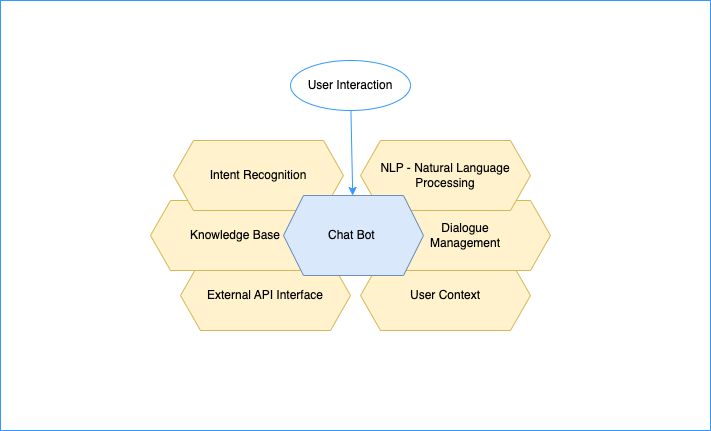 User Interaction
Intent Recognition
NLP - Natural Language
Processing
Knowledge Base
Chat Bot
Dialogue
Management
External API Interface
User Context